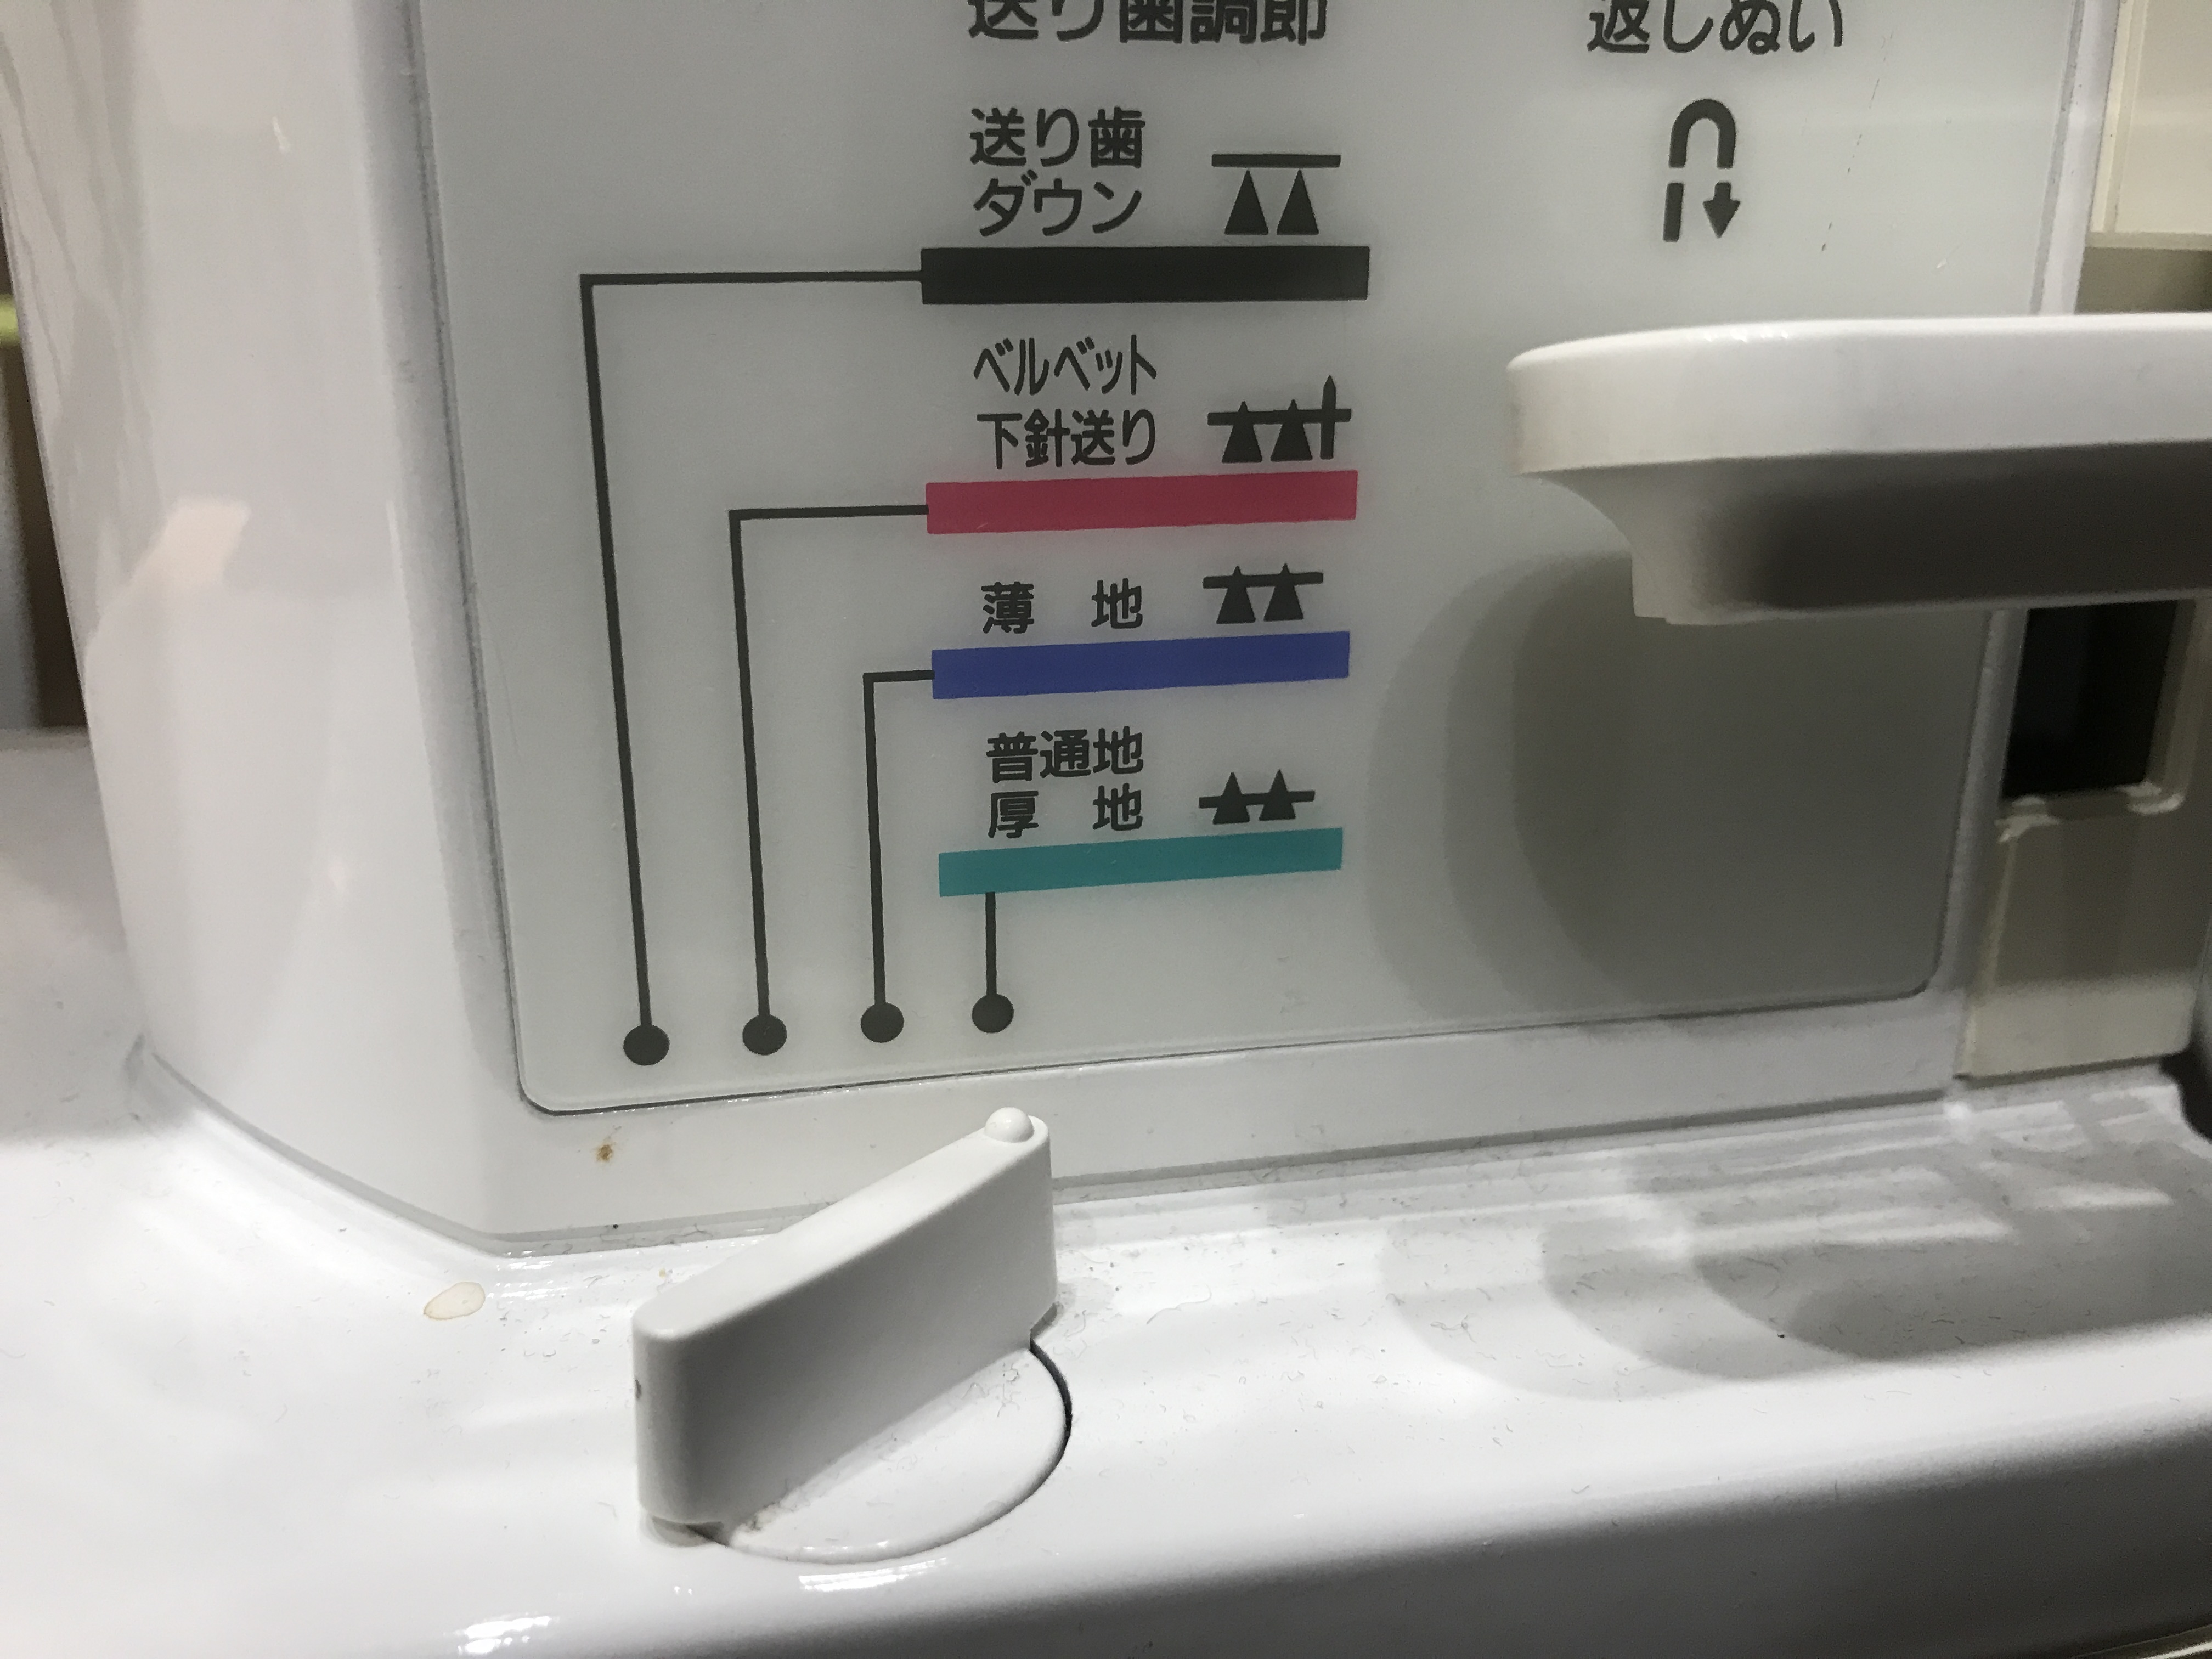 送り歯調節
返しぬい
送り歯
ダウン
ベルベット
下針送り
薄 地
普通地
厚 地